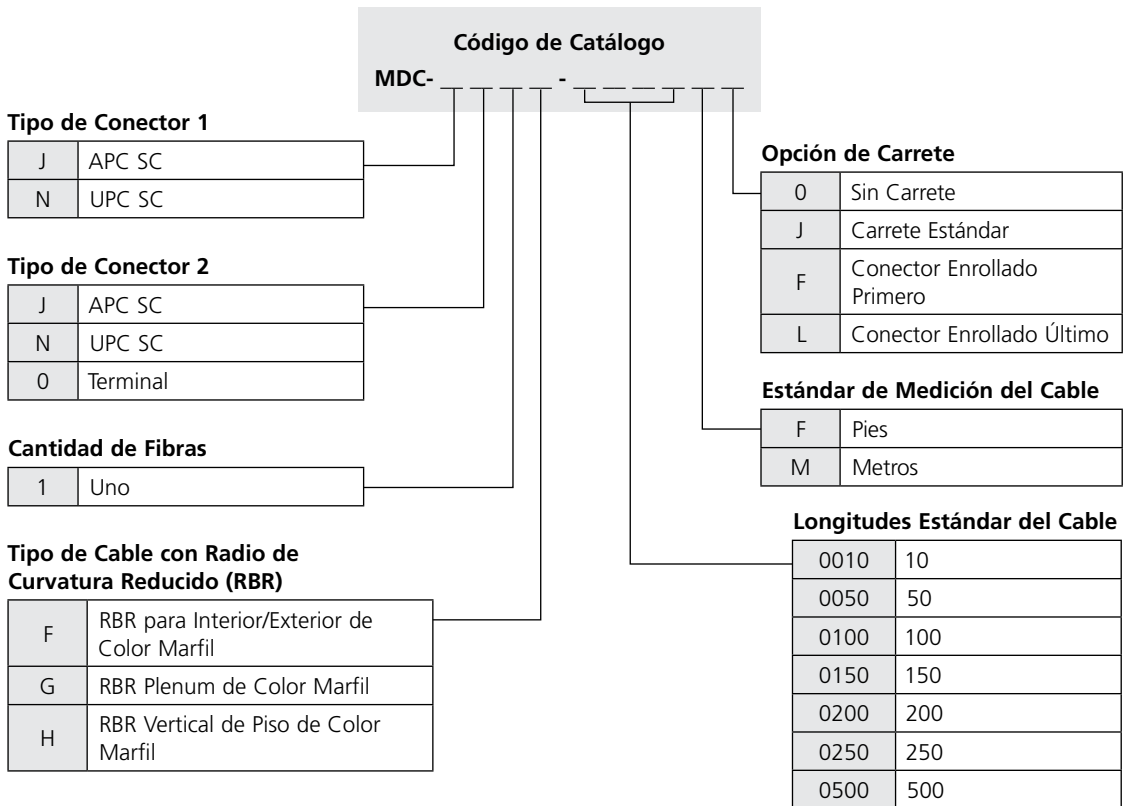 Código de Catálogo
MDC- _ _ _ _ - _ _ _ _ _ _
Tipo de Conector 1
J APC SC
N UPC SC
Tipo de Conector 2
J APC SC
N UPC SC
0 Terminal
Cantidad de Fibras
1 Uno
Tipo de Cable con Radio de
Curvatura Reducido (RBR)
F RBR para Interior/Exterior de
Color Marfil
G RBR Plenum de Color Marfil
H RBR Vertical de Piso de Color
Marfil
Opción de Carrete
0 Sin Carrete
J Carrete Estándar
F Conector Enrollado
Primero
L Conector Enrollado Último
Estándar de Medición del Cable
F Pies
M Metros
Longitudes Estándar del Cable
0010 10
0050 50
0100 100
0150 150
0200 200
0250 250
0500 500